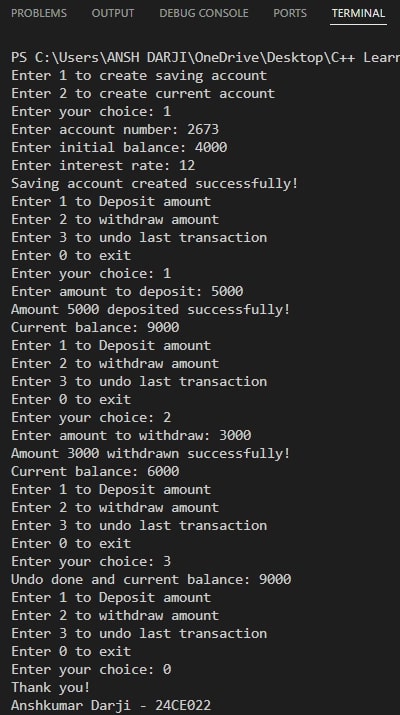 PROBLEMS OUTPUT DEBUG CONSOLE PORTS TERMINAL
PS C:\Users\ANSH DARJI\OneDrive\Desktop\C++ Learn
Enter 1 to create saving account
Enter 2 to create current account
Enter your choice: 1
Enter account number: 2673
Enter initial balance: 4000
Enter interest rate: 12
Saving account created successfully!
Enter 1 to Deposit amount
Enter 2 to withdraw amount
Enter 3 to undo last transaction
Enter 0 to exit
Enter your choice: 1
Enter amount to deposit: 5000
Amount 5000 deposited successfully!
Current balance: 9000
Enter 1 to Deposit amount
Enter 2 to withdraw amount
Enter 3 to undo last transaction
Enter 0 to exit
Enter your choice: 2
Enter amount to withdraw: 3000
Amount 3000 withdrawn successfully!
Current balance: 6000
Enter 1 to Deposit amount
Enter 2 to withdraw amount
Enter 3 to undo last transaction
Enter 0 to exit
Enter your choice: 3
Undo done and current balance: 9000
Enter 1 to Deposit amount
Enter 2 to withdraw amount
Enter 3 to undo last transaction
Enter 0 to exit
Enter your choice: 0
Thank you!
Anshkumar Darji - 24CE022